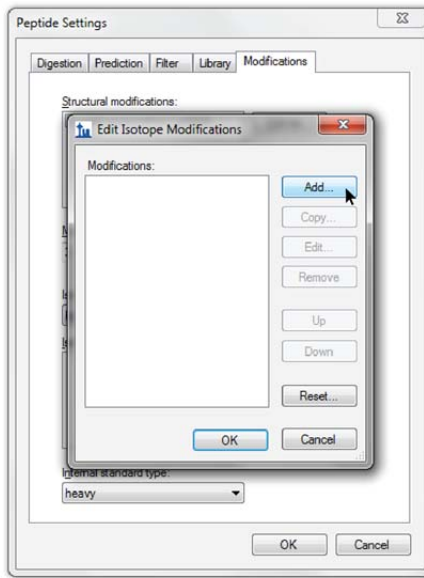 Peptide Settings
Digestion Prediction Filter Library Modifications
Structural modifications:
Edit Isotope Modifications
Modifications:
Add...
Copy...
Edit...
Remove
Up
Down
Reset...
OK Cancel
Internal standard type:
heavy
OK Cancel